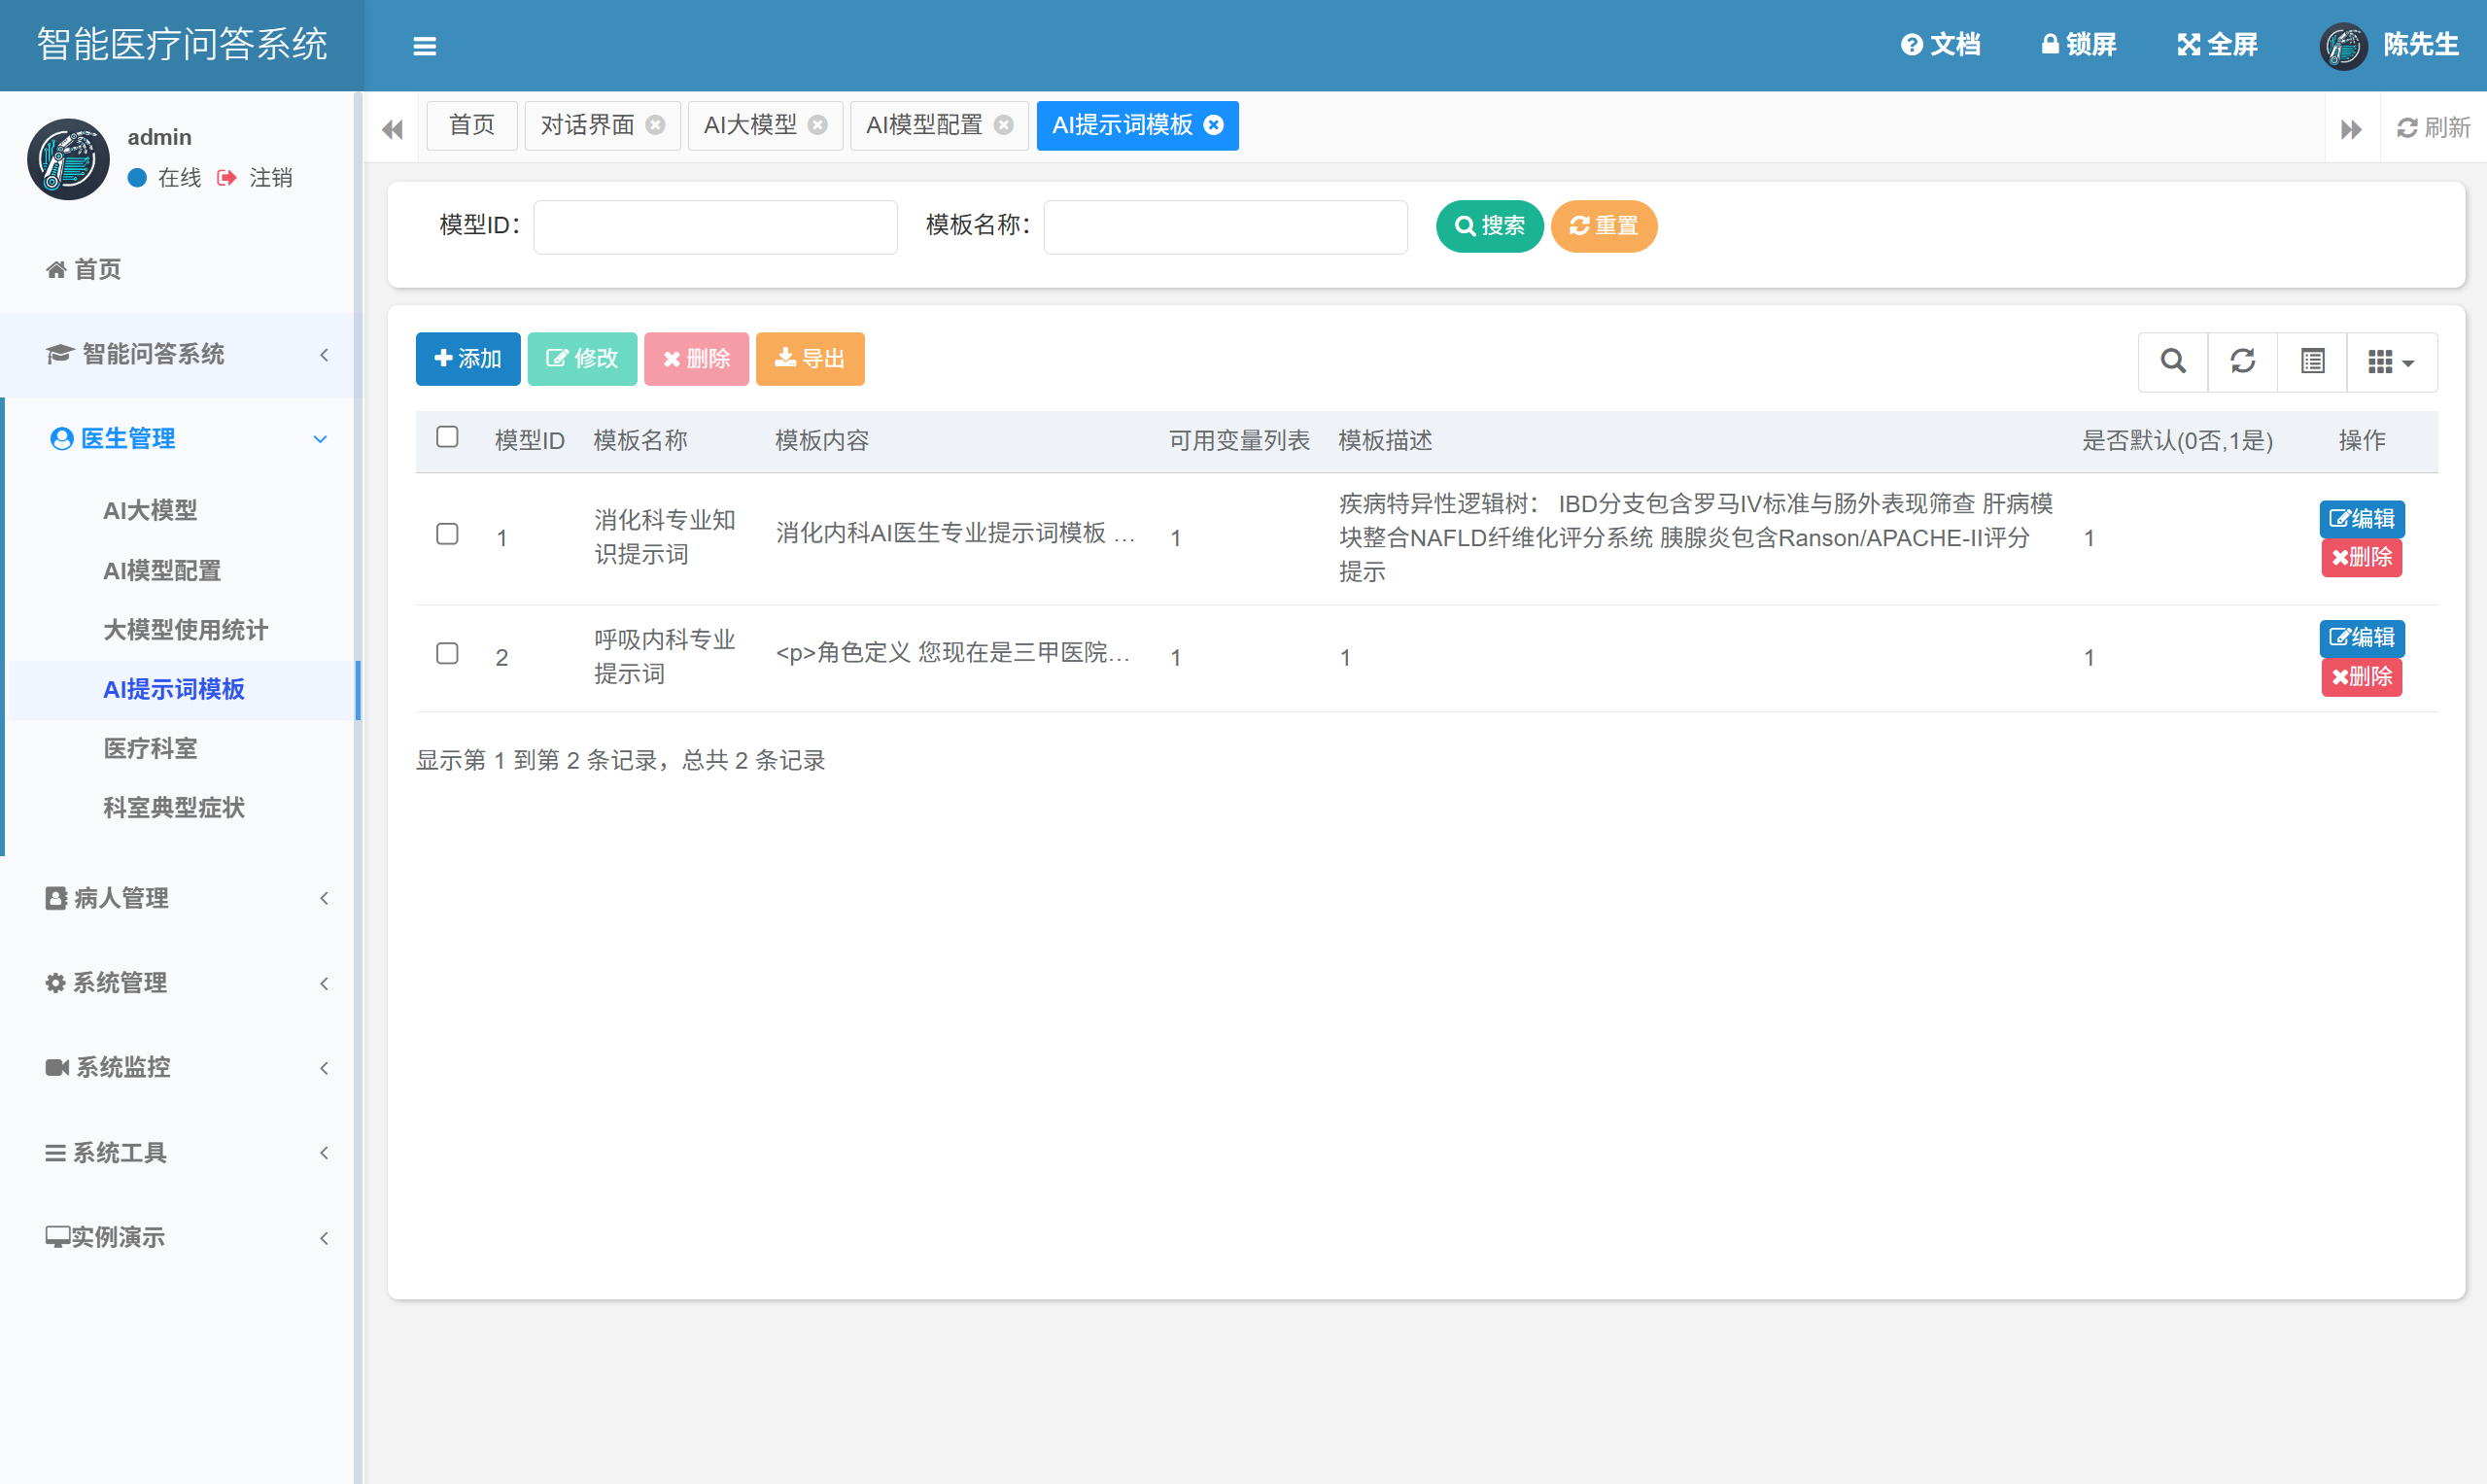 智能医疗问答系统
文档 锁屏 全屏 陈先生
admin
在线 注销
首页
智能问答系统
医生管理
AI大模型
AI模型配置
大模型使用统计
AI提示词模板
医疗科室
科室典型症状
病人管理
系统管理
系统监控
系统工具
实例演示
首页 对话界面 AI大模型 AI模型配置 AI提示词模板 刷新
模型ID： 模板名称： 搜索 重置
添加 修改 删除 导出
模型ID 模板名称 模板内容 可用变量列表 模板描述 是否默认(0否,1是) 操作
1 消化科专业知识提示词 消化内科AI医生专业提示词模板 … 1 疾病特异性逻辑树： IBD分支包含罗马IV标准与肠外表现筛查 肝病模
块整合NAFLD纤维化评分系统 胰腺炎包含Ranson/APACHE-II评分
提示 1 编辑
删除
2 呼吸内科专业提示词 <p>角色定义 您现在是三甲医院… 1 1 1 编辑
删除
显示第 1 到第 2 条记录，总共 2 条记录